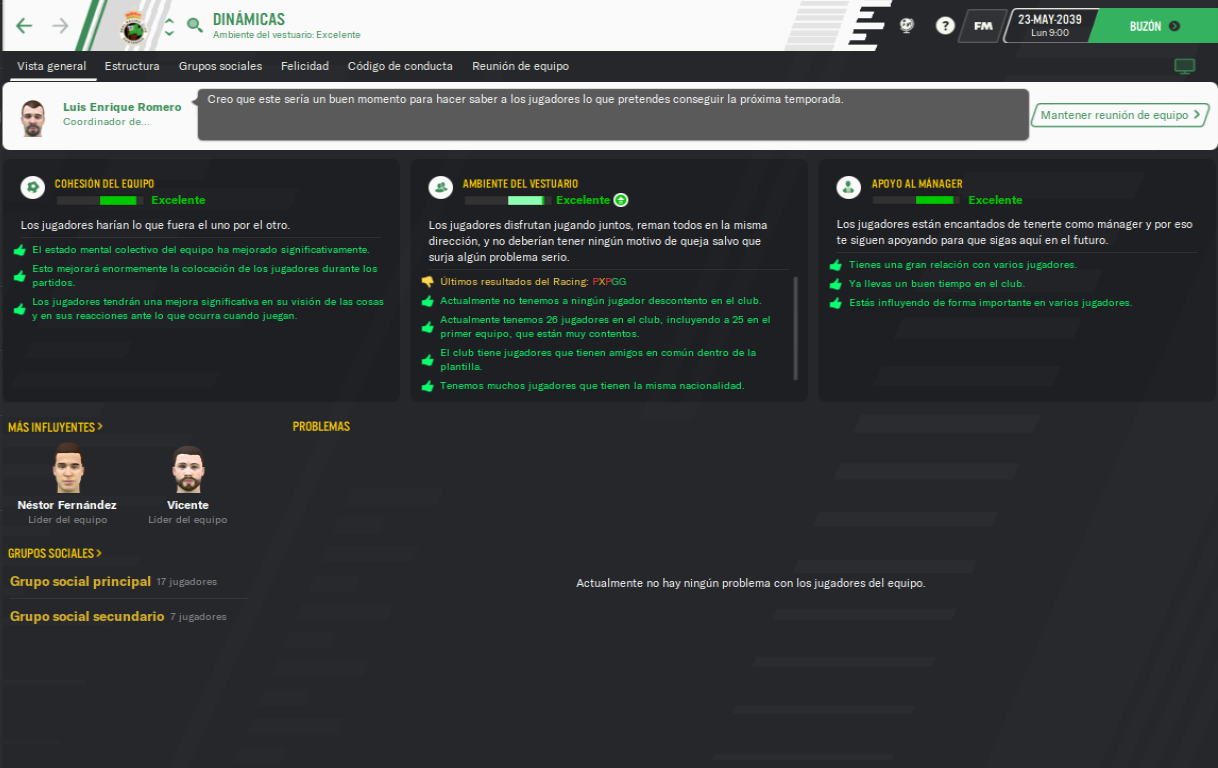 DINÁMICAS
Ambiente del vestuario: Excelente
?
FM
23-MAY-2039
Lun 9:00
BUZÓN
Vista general
Estructura
Grupos sociales
Felicidad
Código de conducta
Reunión de equipo
Luis Enrique Romero
Coordinador de...
Creo que este sería un buen momento para hacer saber a los jugadores lo que pretendes conseguir la próxima temporada.
Mantener reunión de equipo
COHESIÓN DEL EQUIPO
Excelente
Los jugadores harían lo que fuera el uno por el otro.
El estado mental colectivo del equipo ha mejorado significativamente.
Esto mejorará enormemente la colocación de los jugadores durante los
partidos.
Los jugadores tendrán una mejora significativa en su visión de las cosas
y en sus reacciones ante lo que ocurra cuando juegan.
AMBIENTE DEL VESTUARIO
Excelente
Los jugadores disfrutan jugando juntos, reman todos en la misma
dirección, y no deberían tener ningún motivo de queja salvo que
surja algún problema serio.
Últimos resultados del Racing: PXPGG
Actualmente no tenemos a ningún jugador descontento en el club.
Actualmente tenemos 26 jugadores en el club, incluyendo a 25 en el
primer equipo, que están muy contentos.
El club tiene jugadores que tienen amigos en común dentro de la
plantilla.
Tenemos muchos jugadores que tienen la misma nacionalidad.
APOYO AL MÁNAGER
Excelente
Los jugadores están encantados de tenerte como mánager y por eso
te siguen apoyando para que sigas aquí en el futuro.
Tienes una gran relación con varios jugadores.
Ya llevas un buen tiempo en el club.
Estás influyendo de forma importante en varios jugadores.
MÁS INFLUYENTES
Néstor Fernández
Líder del equipo
Vicente
Líder del equipo
GRUPOS SOCIALES
Grupo social principal 17 jugadores
Grupo social secundario 7 jugadores
PROBLEMAS
Actualmente no hay ningún problema con los jugadores del equipo.